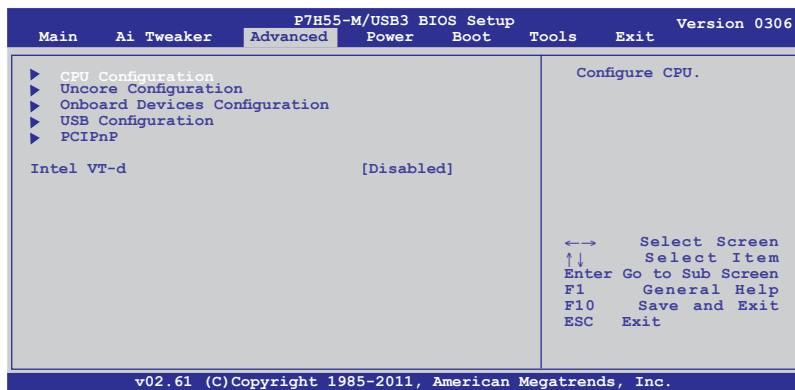 P7H55-M/USB3 BIOS Setup Version 0306
Main Ai Tweaker Advanced Power Boot Tools Exit
CPU Configuration
Uncore Configuration
Onboard Devices Configuration
USB Configuration
PCIPnP
Intel VT-d [Disabled]
Configure CPU.
←→ Select Screen
↑↓ Select Item
Enter Go to Sub Screen
F1 General Help
F10 Save and Exit
ESC Exit
v02.61 (C)Copyright 1985-2011, American Megatrends, Inc.